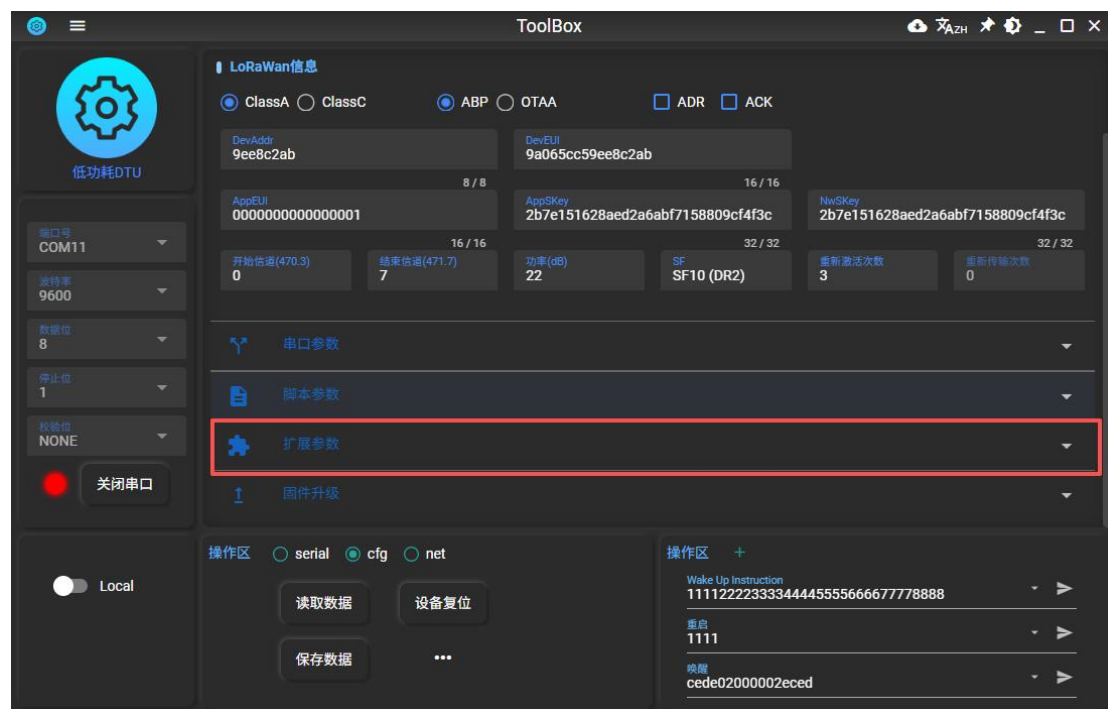 ToolBox
ZH
低功耗DTU
端口号
COM11
波特率
9600
数据位
8
停止位
1
校验位
NONE
关闭串口
Local
LoRaWan信息
ClassA ClassC ABP OTAA ADR ACK
DevAddr
9ee8c2ab
8 / 8
DevEUI
9a065cc59ee8c2ab
16 / 16
AppEUI
0000000000000001
16 / 16
AppSKey
2b7e151628aed2a6abf7158809cf4f3c
32 / 32
NwSKey
2b7e151628aed2a6abf7158809cf4f3c
32 / 32
开始信道(470.3)
0
结束信道(471.7)
7
功率(dB)
22
SF
SF10 (DR2)
重新激活次数
3
重新传输次数
0
串口参数
脚本参数
扩展参数
固件升级
操作区 serial cfg net
读取数据 设备复位
保存数据 •••
操作区 +
Wake Up Instruction
11112222333344445555666677778888
重启
1111
唤醒
cede02000002eced